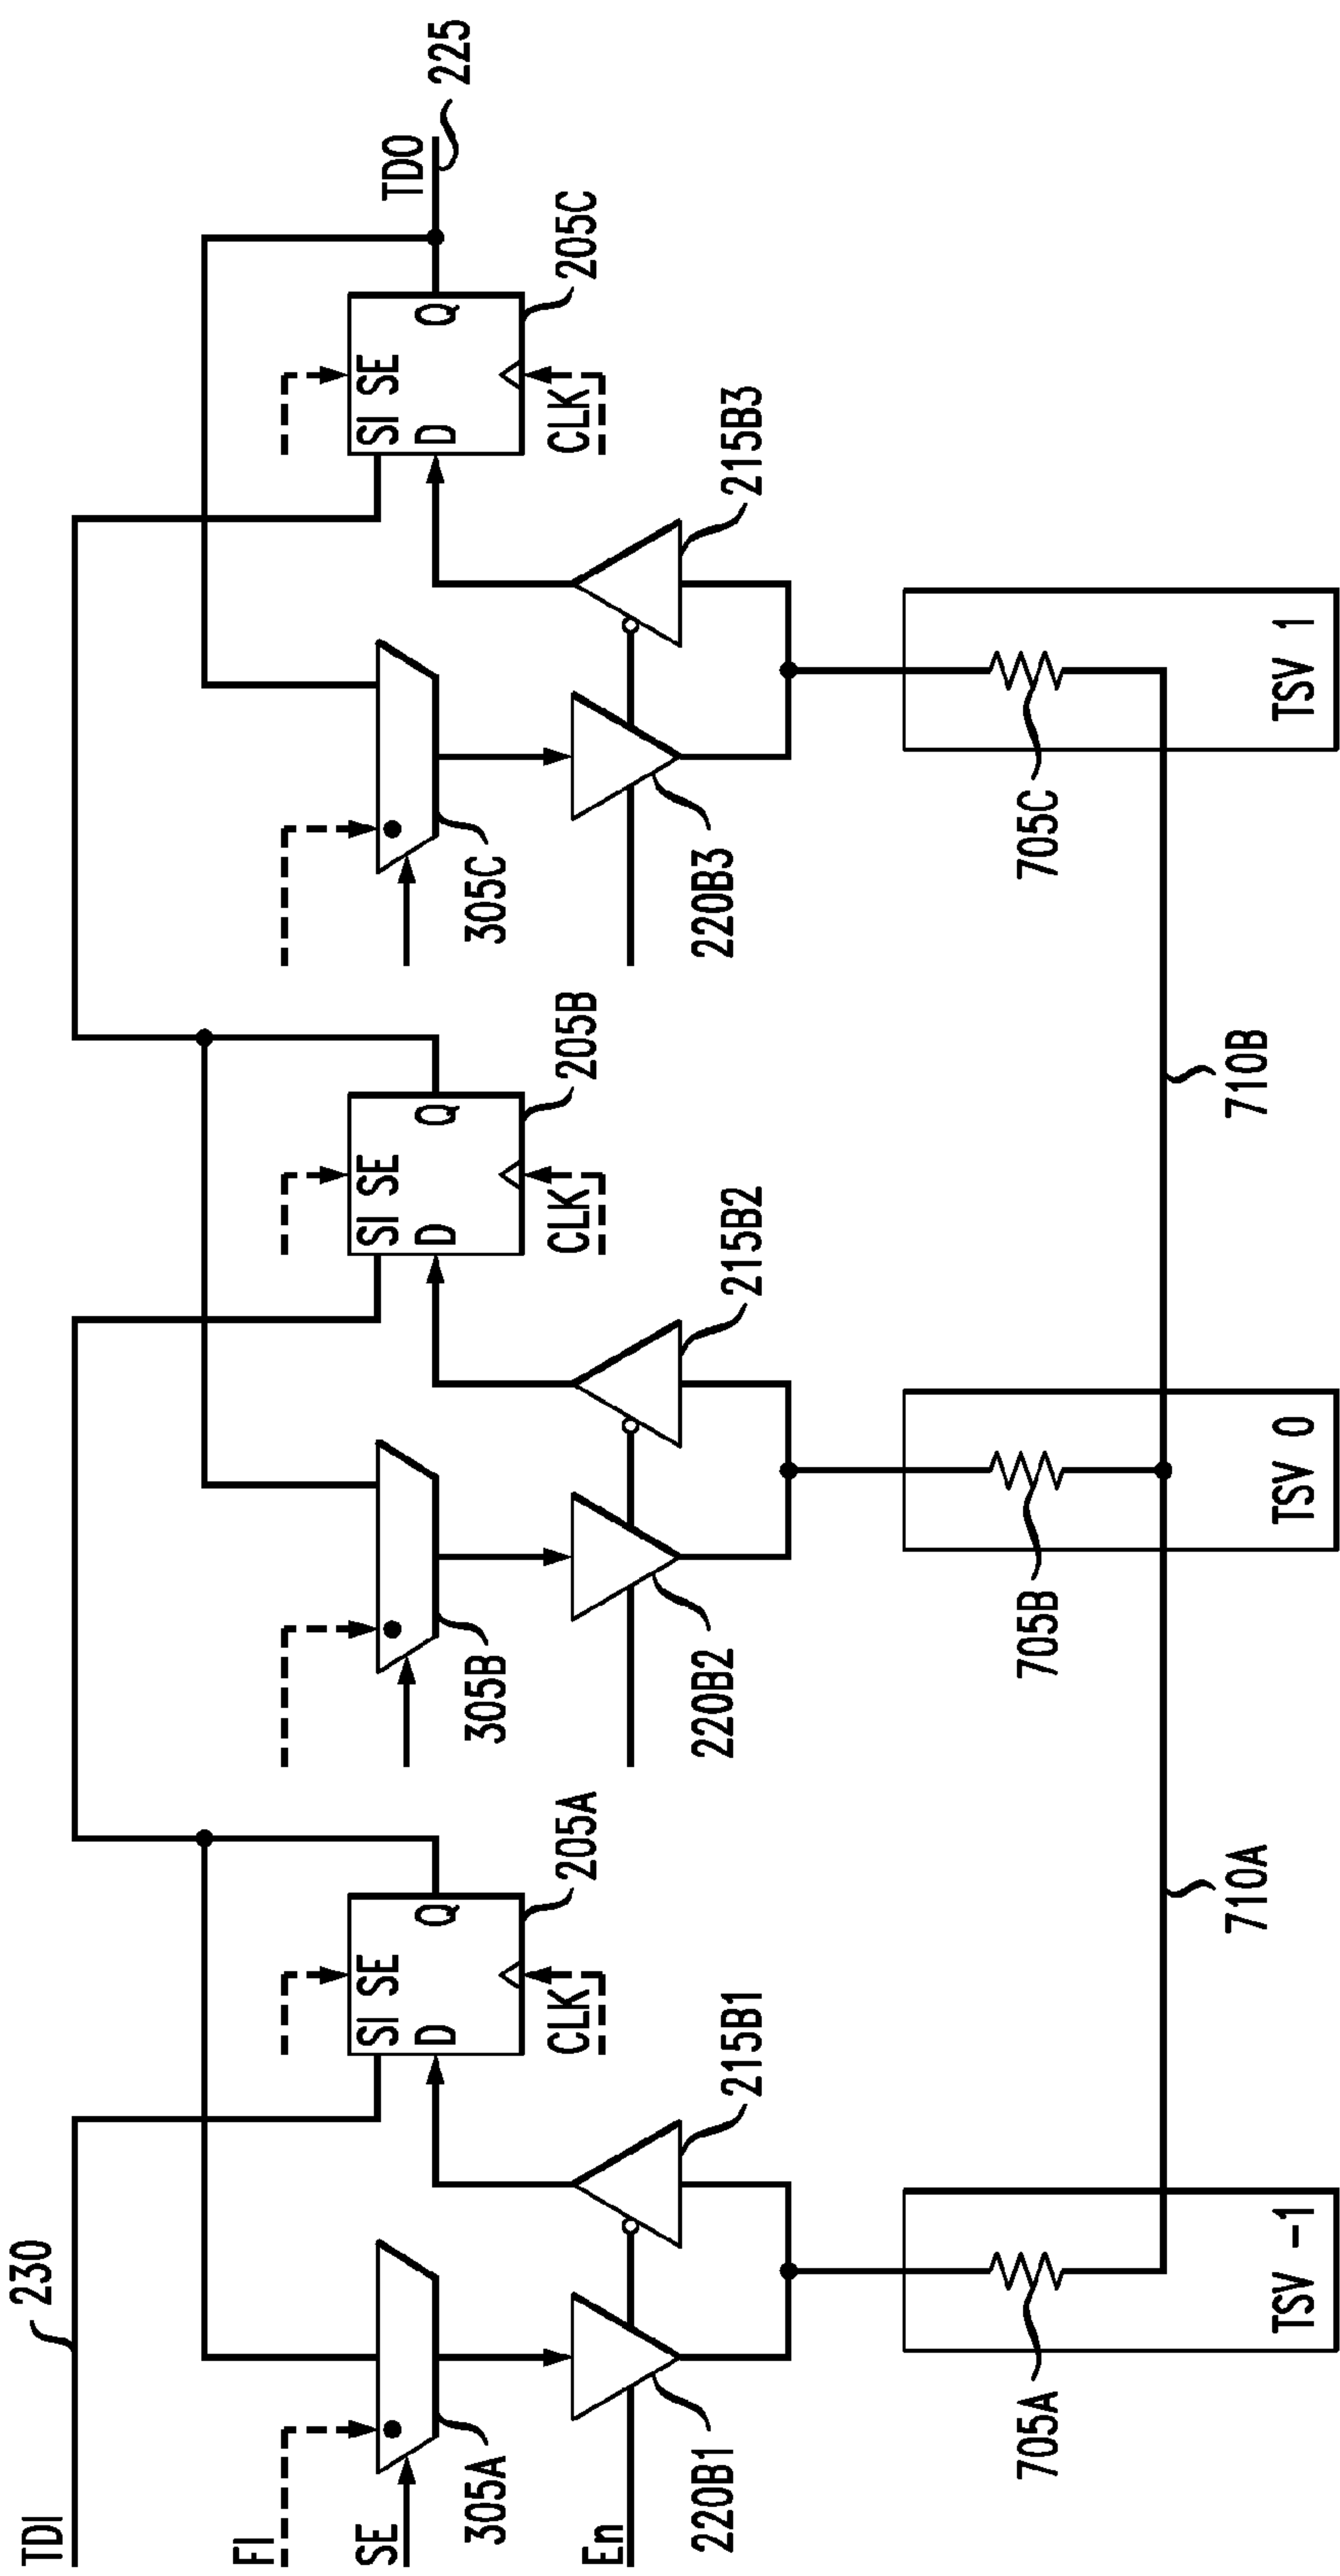 TDI
230
FI
SE
En
305A
220B1
215B1
SI SE
D
Q
CLK
205A
305B
220B2
215B2
SI SE
D
Q
CLK
205B
305C
220B3
215B3
SI SE
D
Q
CLK
205C
TDO
225
705A
TSV -1
710A
705B
TSV 0
710B
705C
TSV 1